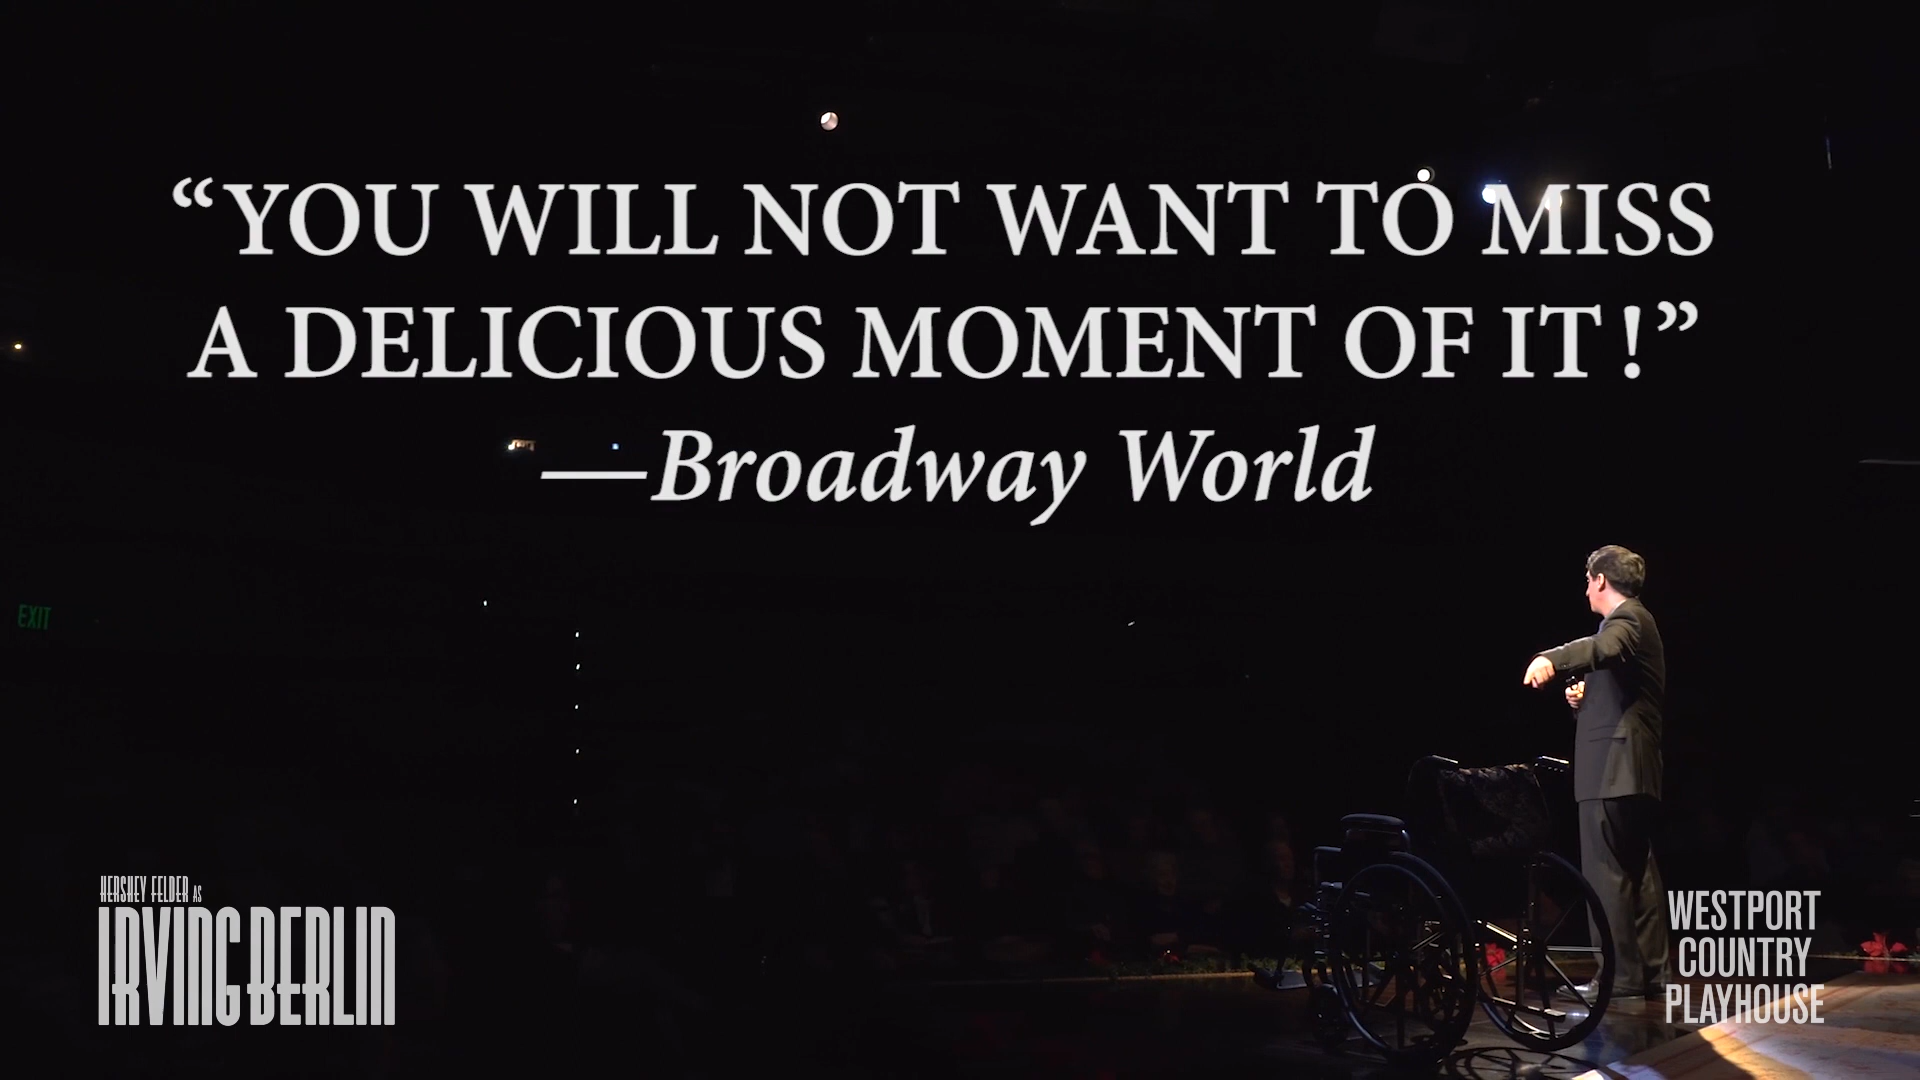 “YOU WILL NOT WANT TO MISS
A DELICIOUS MOMENT OF IT!”
—Broadway World
EXIT
HERSHEY FELDER AS
IRVING BERLIN
WESTPORT
COUNTRY
PLAYHOUSE